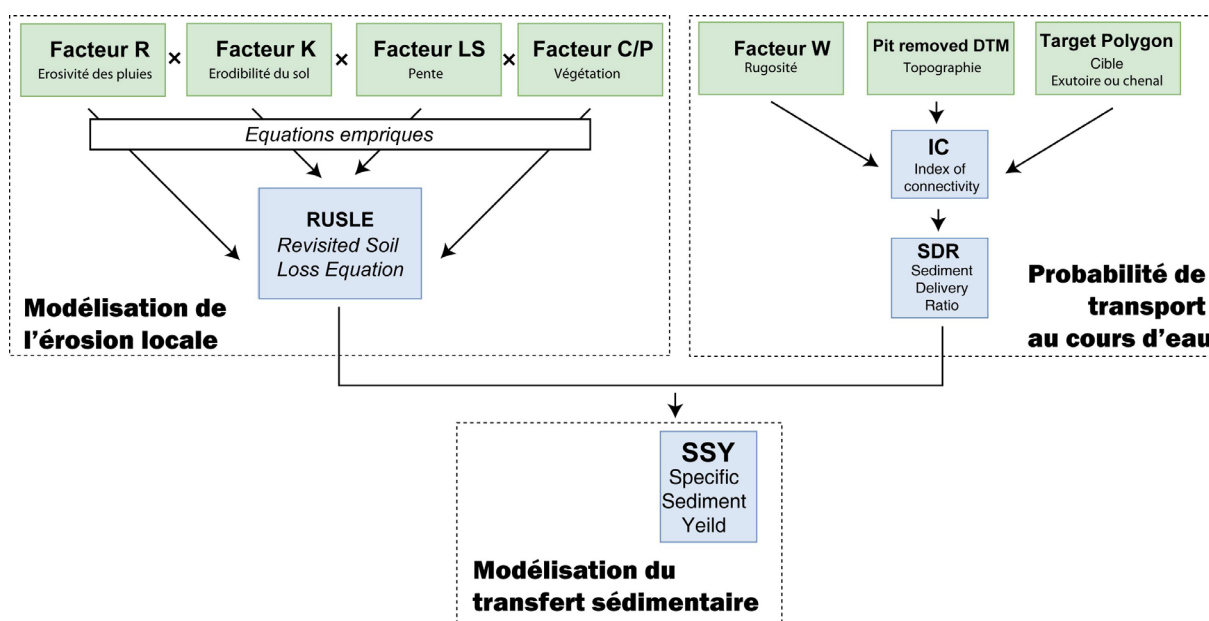 Facteur R
Erosivité des pluies
×
Facteur K
Erodibilité du sol
×
Facteur LS
Pente
×
Facteur C/P
Végétation
Equations empriques
RUSLE
Revisited Soil
Loss Equation
Modélisation de
l’érosion locale
Facteur W
Rugosité
Pit removed DTM
Topographie
Target Polygon
Cible
Exutoire ou chenal
IC
Index of
connectivity
SDR
Sediment
Delivery
Ratio
Probabilité de
transport
au cours d’eau
SSY
Specific
Sediment
Yeild
Modélisation du
transfert sédimentaire